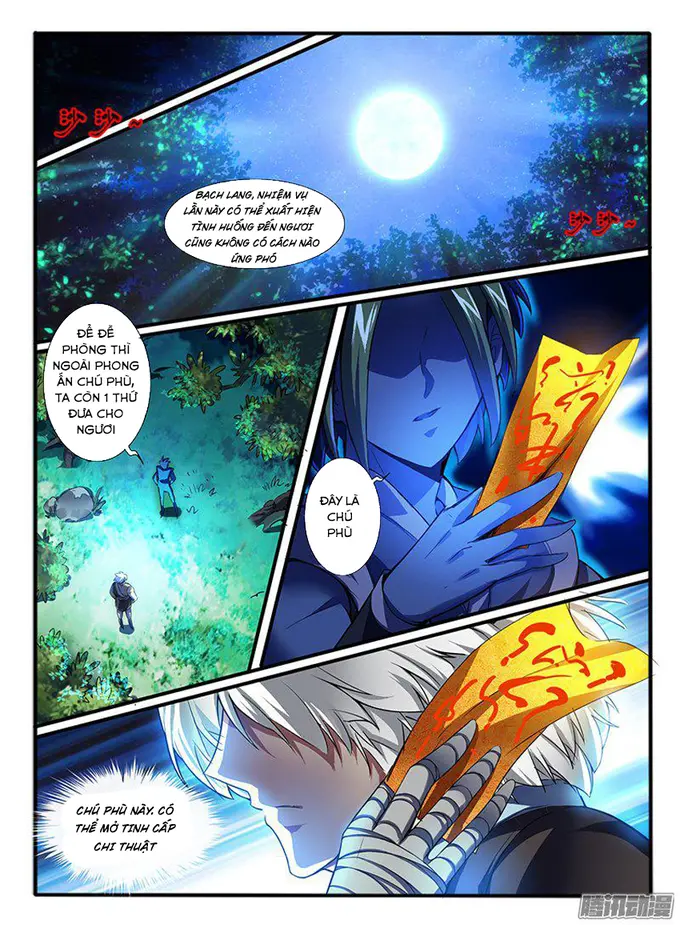 沙沙~
BẠCH LANG, NHIỆM VỤ
LẦN NÀY CÓ THỂ XUẤT HIỆN
TÌNH HUỐNG ĐẾN NGƯƠI
CŨNG KHÔNG CÓ CÁCH NÀO
ỨNG PHÓ
沙沙~
ĐỂ ĐỀ
PHÒNG THÌ
NGOÀI PHONG
ẤN CHÚ PHÙ,
TA CÒN 1 THỨ
ĐƯA CHO
NGƯƠI
ĐÂY LÀ
CHÚ
PHÙ
CHÚ PHÙ NÀY. CÓ
THỂ MỞ TINH CẤP
CHI THUẬT
腾讯动漫